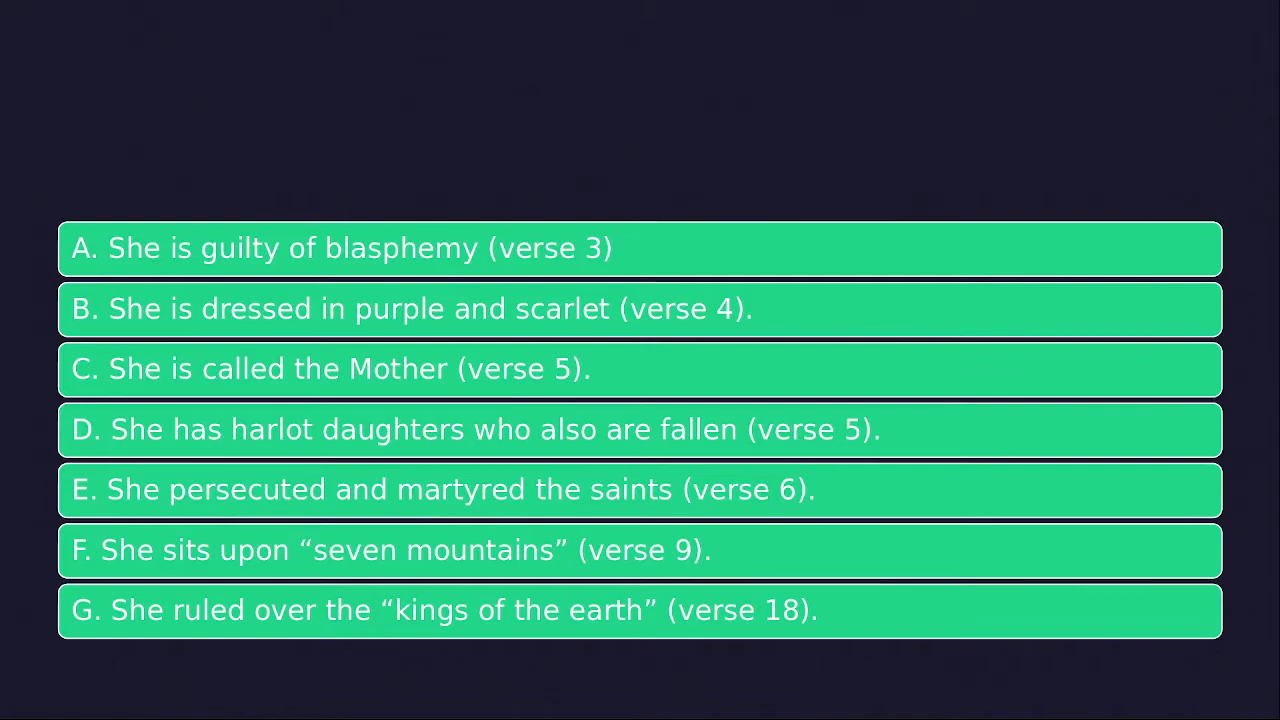 A. She is guilty of blasphemy (verse 3)
B. She is dressed in purple and scarlet (verse 4).
C. She is called the Mother (verse 5).
D. She has harlot daughters who also are fallen (verse 5).
E. She persecuted and martyred the saints (verse 6).
F. She sits upon “seven mountains” (verse 9).
G. She ruled over the “kings of the earth” (verse 18).